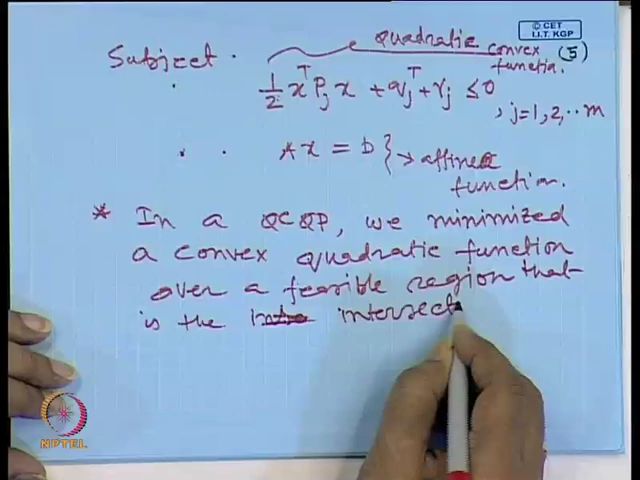 © CET
I.I.T. KGP
quadratic convex (5)
function.
Subject
1/2 x^T P_j x + q_j^T + r_j ≤ 0
, j=1, 2, .. m
Ax = b } → affine
function.
* In a QCQP, we minimized
a convex quadratic function
over a feasible region that
is the intersect
NPTEL